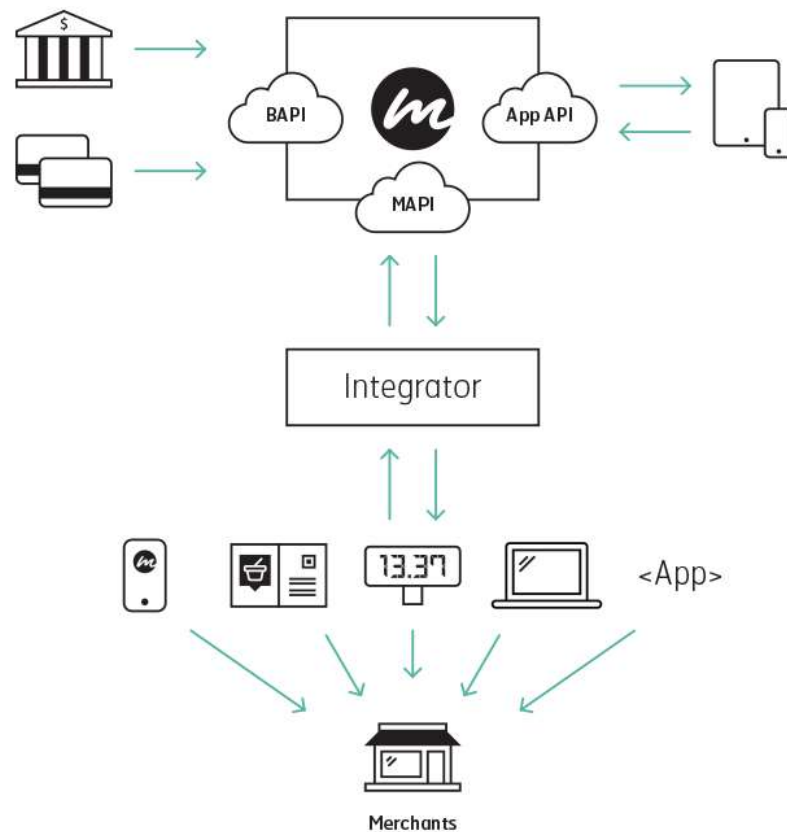 $
BAPI
m
App API
MAPI
Integrator
m
13.37
<App>
Merchants